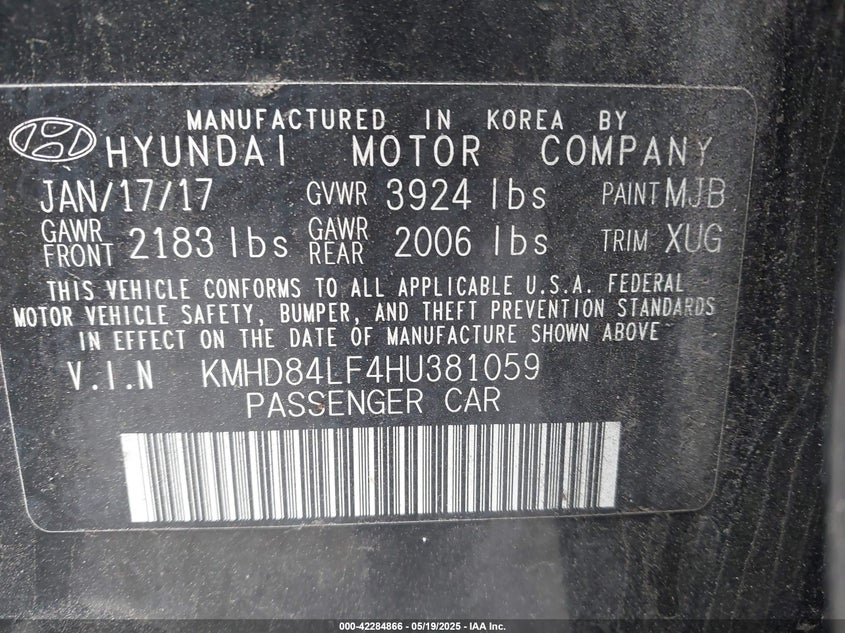 MANUFACTURED IN KOREA BY
HYUNDAI MOTOR COMPANY
JAN/17/17 GVWR 3924 lbs PAINT MJB
GAWR FRONT 2183 lbs GAWR REAR 2006 lbs TRIM XUG
THIS VEHICLE CONFORMS TO ALL APPLICABLE U.S.A. FEDERAL
MOTOR VEHICLE SAFETY, BUMPER, AND THEFT PREVENTION STANDARDS
IN EFFECT ON THE DATE OF MANUFACTURE SHOWN ABOVE
V.I.N KMHD84LF4HU381059
PASSENGER CAR
000-42284866 - 05/19/2025 - IAA Inc.